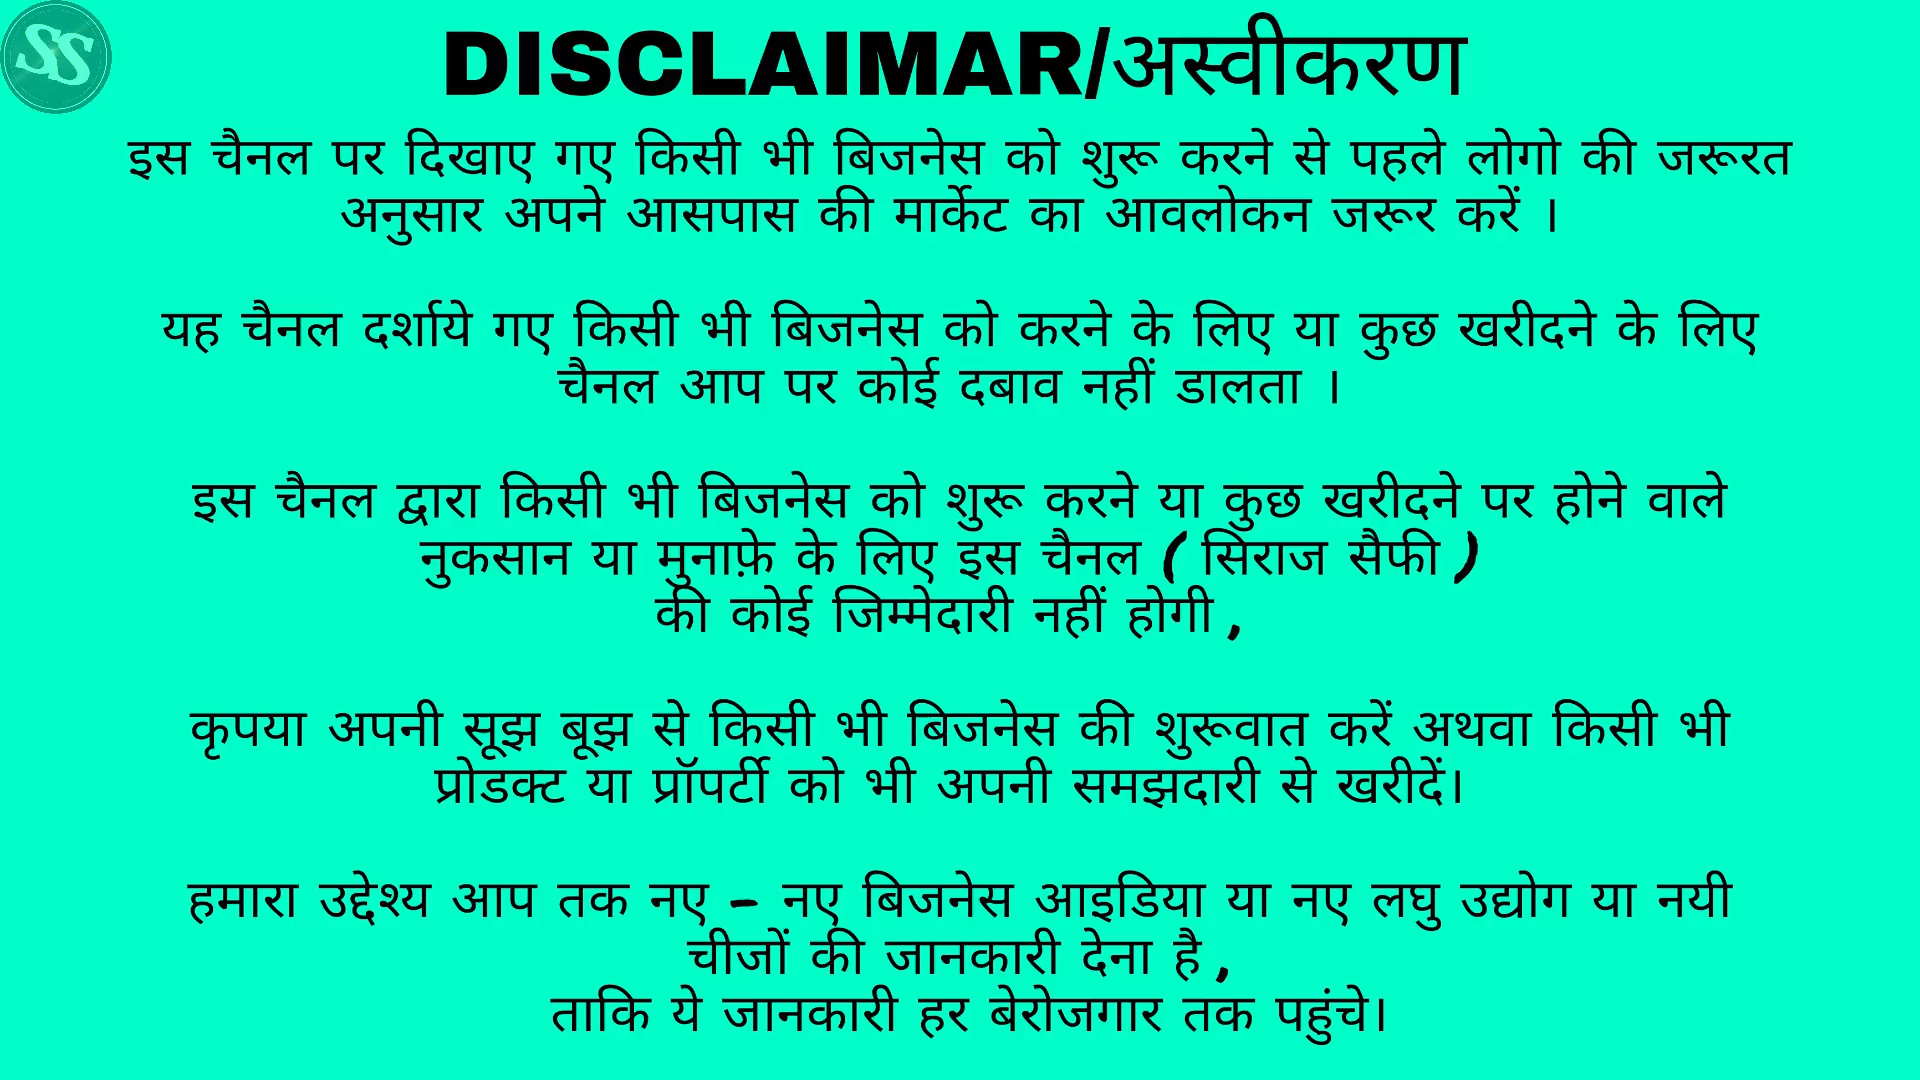 SS
DISCLAIMAR/अस्वीकरण
इस चैनल पर दिखाए गए किसी भी बिजनेस को शुरू करने से पहले लोगो की जरूरत
अनुसार अपने आसपास की मार्केट का आवलोकन जरूर करें ।
यह चैनल दर्शाये गए किसी भी बिजनेस को करने के लिए या कुछ खरीदने के लिए
चैनल आप पर कोई दबाव नहीं डालता ।
इस चैनल द्वारा किसी भी बिजनेस को शुरू करने या कुछ खरीदने पर होने वाले
नुकसान या मुनाफ़े के लिए इस चैनल ( सिराज सैफी )
की कोई जिम्मेदारी नहीं होगी ,
कृपया अपनी सूझ बूझ से किसी भी बिजनेस की शुरूवात करें अथवा किसी भी
प्रोडक्ट या प्रॉपर्टी को भी अपनी समझदारी से खरीदें।
हमारा उद्देश्य आप तक नए - नए बिजनेस आइडिया या नए लघु उद्योग या नयी
चीजों की जानकारी देना है ,
ताकि ये जानकारी हर बेरोजगार तक पहुंचे।